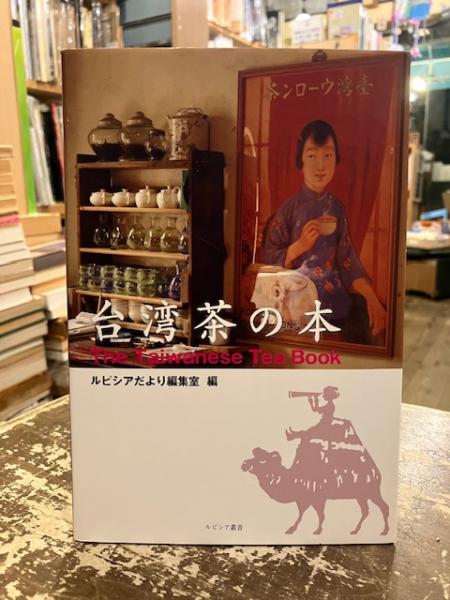 臺灣ウーロン茶
台湾茶の本
The Taiwanese Tea Book
ルピシアだより編集室 編
ルピシア叢書